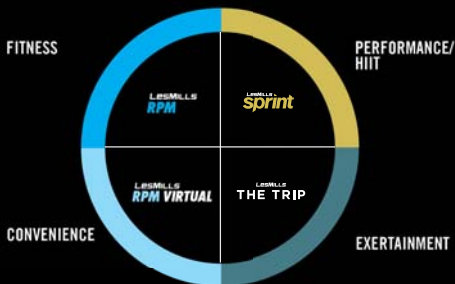 FITNESS
PERFORMANCE/
HIIT
LESMILLS
RPM
LESMILLS
sprint
LESMILLS
RPM VIRTUAL
LESMILLS
THE TRIP
CONVENIENCE
EXERTAINMENT